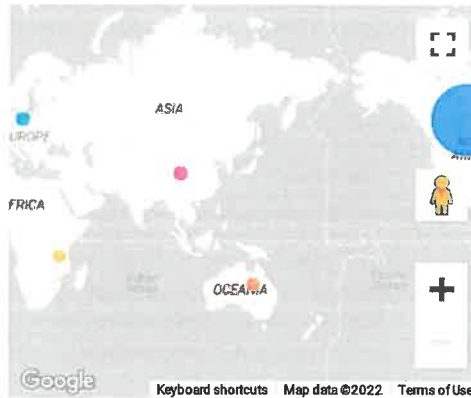 ASIA
UROPE
FRICA
OCEANIA
Google
Keyboard shortcuts Map data ©2022 Terms of Use